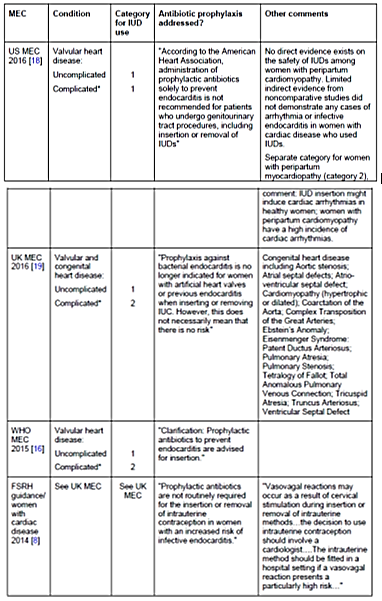 MEC Condition Category for IUD use Antibiotic prophylaxis addressed? Other comments
US MEC 2016 [18]
Valvular heart disease:
Uncomplicated 1
Complicated* 1
"According to the American
Heart Association,
administration of
prophylactic antibiotics
solely to prevent
endocarditis is not
recommended for patients
who undergo genitourinary
tract procedures, including
insertion or removal of
IUDs"
No direct evidence exists on
the safety of IUDs among
women with peripartum
cardiomyopathy. Limited
indirect evidence from
noncomparative studies did
not demonstrate any cases of
arrhythmia or infective
endocarditis in women with
cardiac disease who used
IUDs.
Separate category for women
with peripartum
myocardiopathy (category 2),
comment: IUD insertion might
induce cardiac arrhythmias in
healthy women; women with
peripartum cardiomyopathy
have a high incidence of
cardiac arrhythmias.
UK MEC
2016 [19]
Valvular and
congenital
heart disease:
Uncomplicated 1
Complicated* 2
"Prophylaxis against
bacterial endocarditis is no
longer indicated for women
with artificial heart valves
or previous endocarditis
when inserting or removing
IUC. However, this does
not necessarily mean that
there is no risk"
Congenital heart disease
including Aortic stenosis;
Atrial septal defects; Atrio-
ventricular septal defect;
Cardiomyopathy (hypertrophic
or dilated); Coarctation of the
Aorta; Complex Transposition
of the Great Arteries;
Ebstein's Anomaly;
Eisenmenger Syndrome;
Patent Ductus Arteriosus;
Pulmonary Atresia;
Pulmonary Stenosis;
Tetralogy of Fallot; Total
Anomalous Pulmonary
Venous Connection; Tricuspid
Atresia; Truncus Arteriosus;
Ventricular Septal Defect
WHO
MEC
2015 [16]
Valvular heart
disease:
Uncomplicated 1
Complicated* 2
"Clarification: Prophylactic
antibiotics to prevent
endocarditis are advised
for insertion."
FSRH
guidance/
women
with
cardiac
disease
2014 [8]
See UK MEC
See UK
MEC
"Prophylactic antibiotics
are not routinely required
for the insertion or removal
of intrauterine
contraception in women
with an increased risk of
infective endocarditis."
"Vasovagal reactions may
occur as a result of cervical
stimulation during insertion or
removal of intrauterine
methods...the decision to use
intrauterine contraception
should involve a
cardiologist....The intrauterine
method should be fitted in a
hospital setting if a vasovagal
reaction presents a
particularly high risk..."